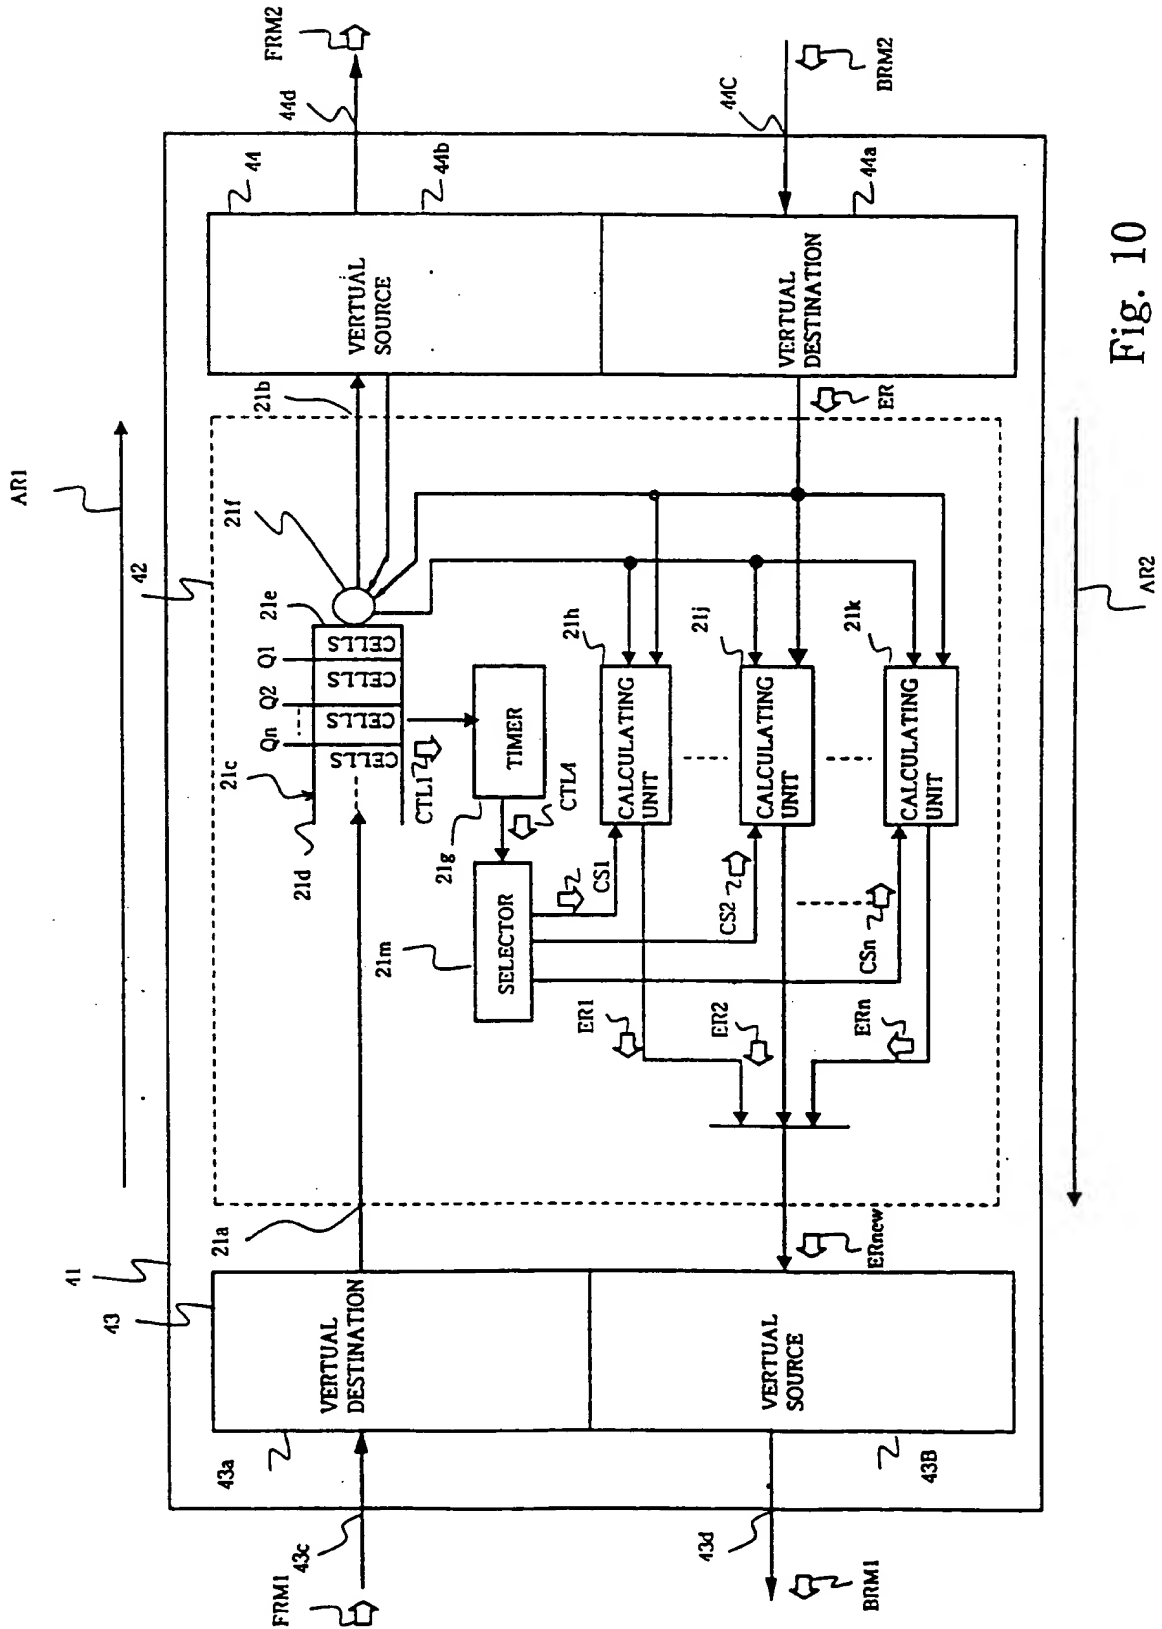 AR1
41
43
42
FRM1
43c
43a
VERTUAL
DESTINATION
21a
21d
21c
Qn
Q2
Q1
21e
21f
21b
44
44d
FRM2
CELLS
CELLS
CELLS
CELLS
VERTUAL
SOURCE
44b
CTL1
21m
SELECTOR
21g
TIMER
CTL4
ER1
CS1
CALCULATING
UNIT
21h
ER2
CS2
CALCULATING
UNIT
21j
ERn
CSn
CALCULATING
UNIT
21k
43d
BRM1
43B
VERTUAL
SOURCE
ERnew
ER
VERTUAL
DESTINATION
44a
44C
BRM2
AR2
Fig. 10